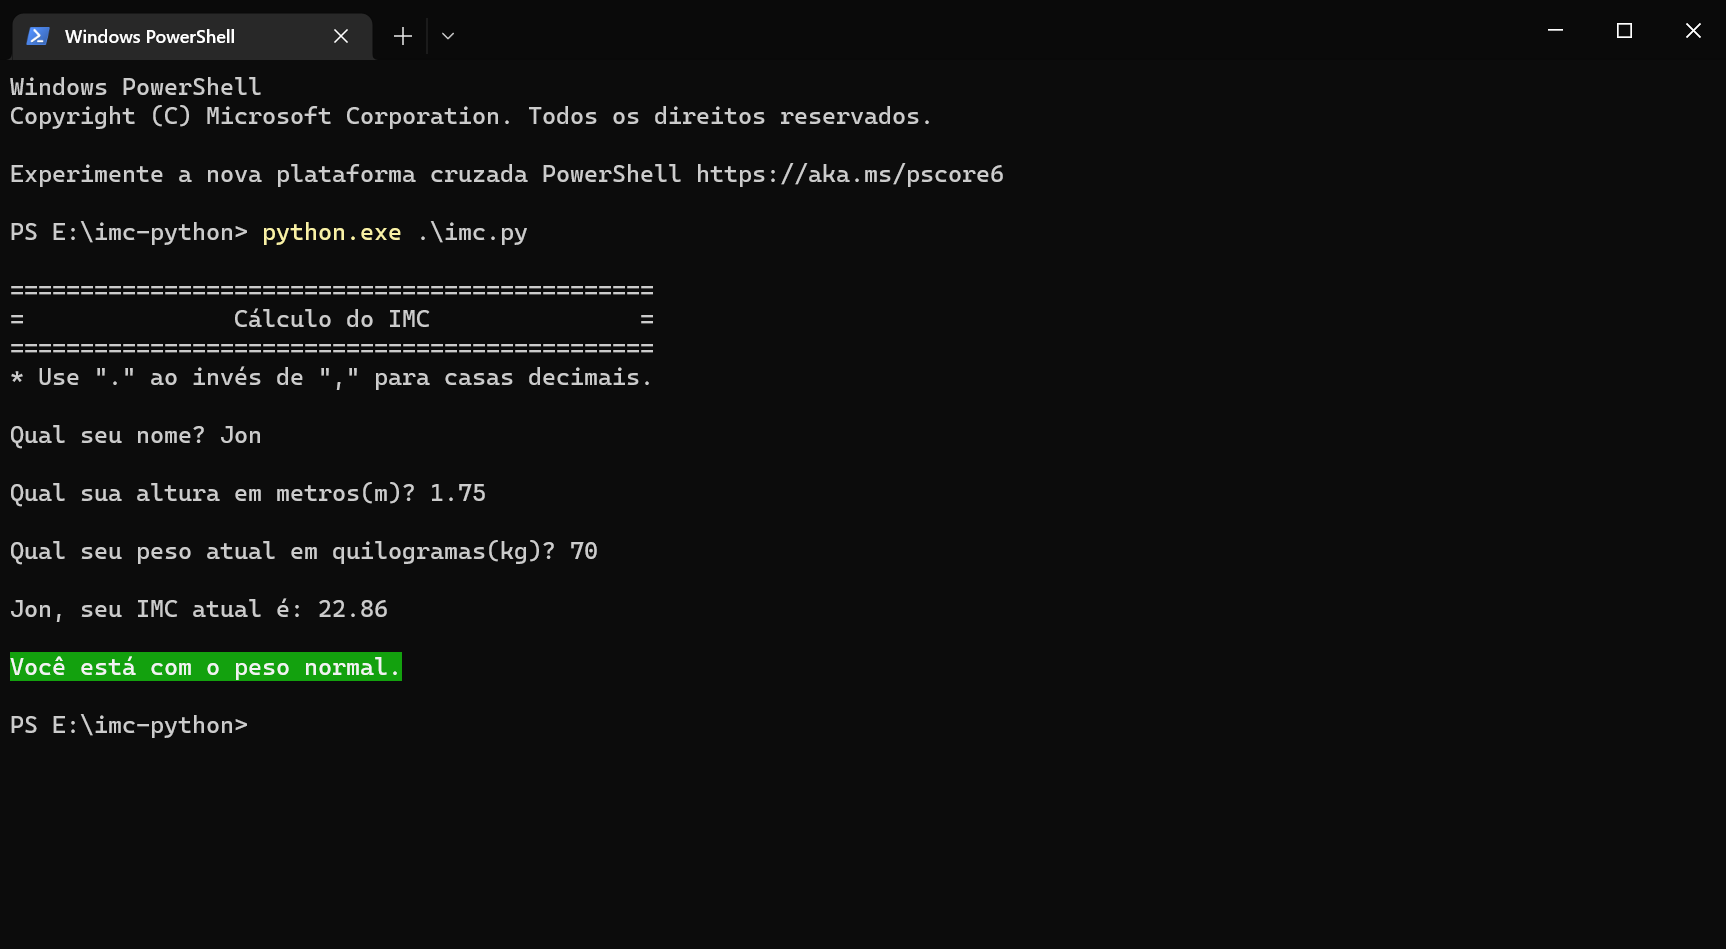 Windows PowerShell
Windows PowerShell
Copyright (C) Microsoft Corporation. Todos os direitos reservados.
Experimente a nova plataforma cruzada PowerShell https://aka.ms/pscore6
PS E:\imc-python> python.exe .\imc.py
==============================================
=               Cálculo do IMC               =
==============================================
* Use "." ao invés de "," para casas decimais.
Qual seu nome? Jon
Qual sua altura em metros(m)? 1.75
Qual seu peso atual em quilogramas(kg)? 70
Jon, seu IMC atual é: 22.86
Você está com o peso normal.
PS E:\imc-python>